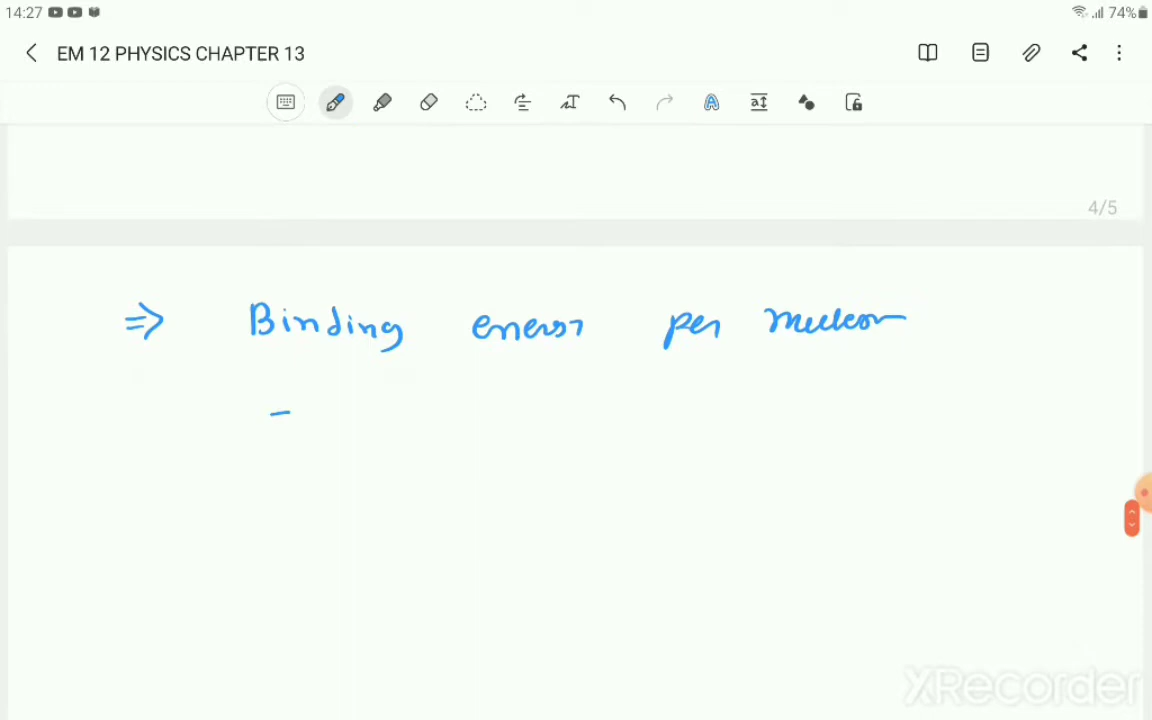 14:27 74%
EM 12 PHYSICS CHAPTER 13
4/5
⇒ Binding energy per nucleon
XRecorder